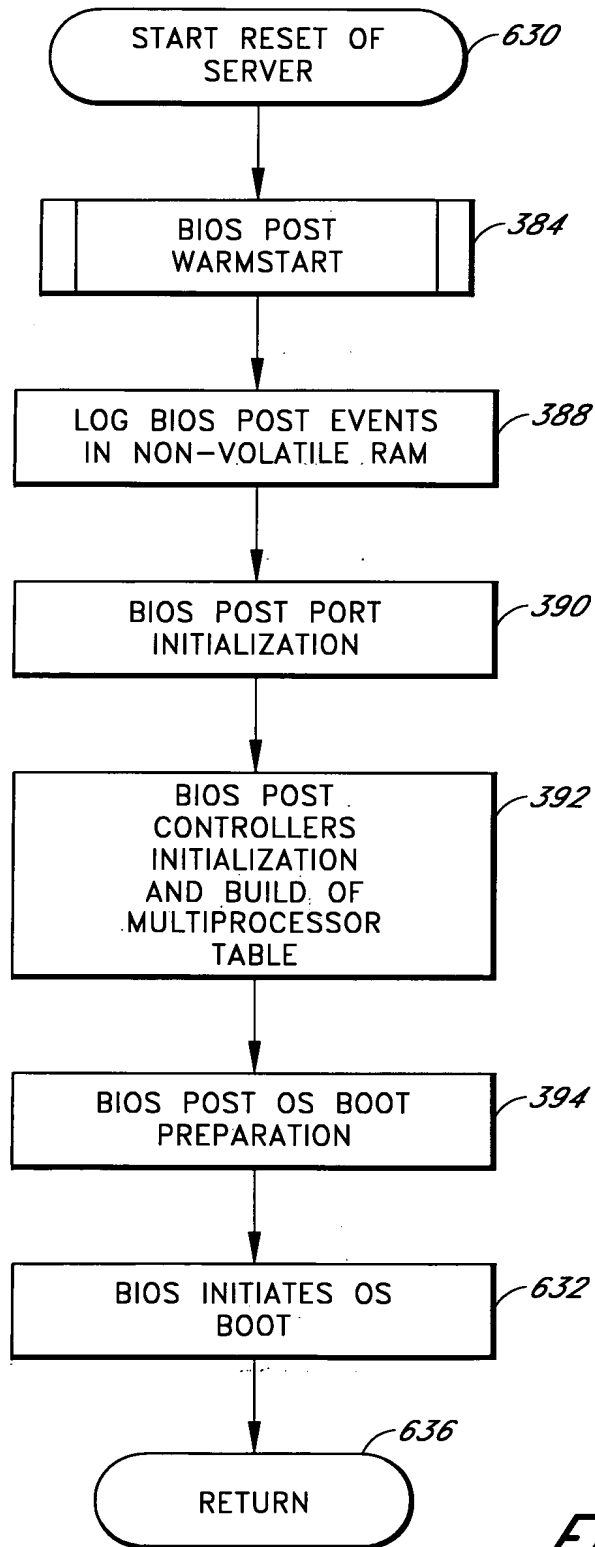 START RESET OF
SERVER
630
BIOS POST
WARMSTART
384
LOG BIOS POST EVENTS
IN NON-VOLATILE RAM
388
BIOS POST PORT
INITIALIZATION
390
BIOS POST
CONTROLLERS
INITIALIZATION
AND BUILD OF
MULTIPROCESSOR
TABLE
392
BIOS POST OS BOOT
PREPARATION
394
BIOS INITIATES OS
BOOT
632
RETURN
636